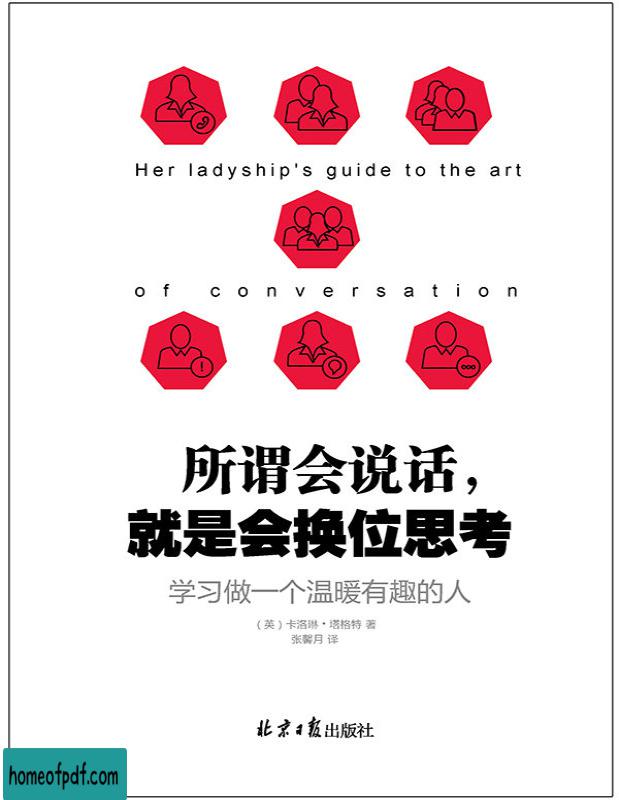 Her ladyship's guide to the art
of conversation
所谓会说话，
就是会换位思考
学习做一个温暖有趣的人
（英）卡洛琳·塔格特 著
张馨月 译
北京日报出版社
homeofpdf.com